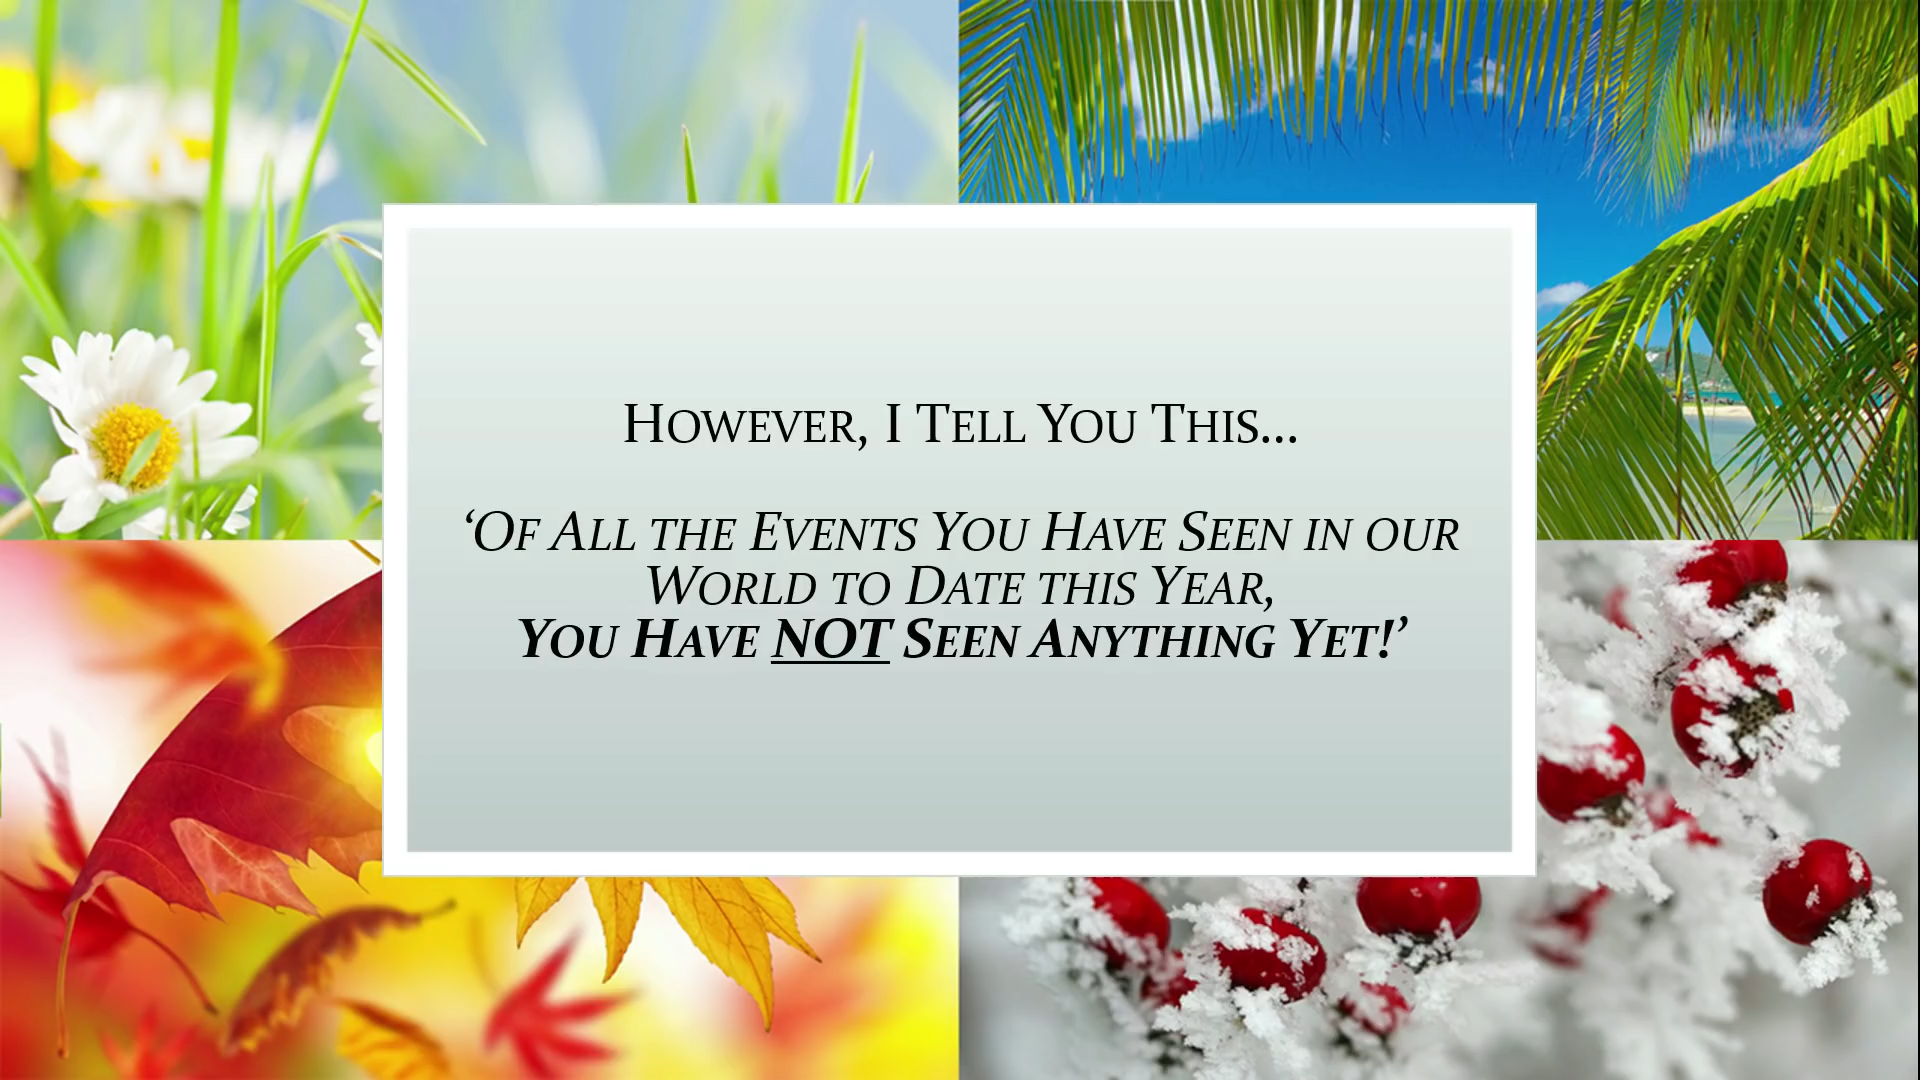 However, I Tell You This...
‘Of All the Events You Have Seen in our
World to Date this Year,
You Have NOT Seen Anything Yet!’